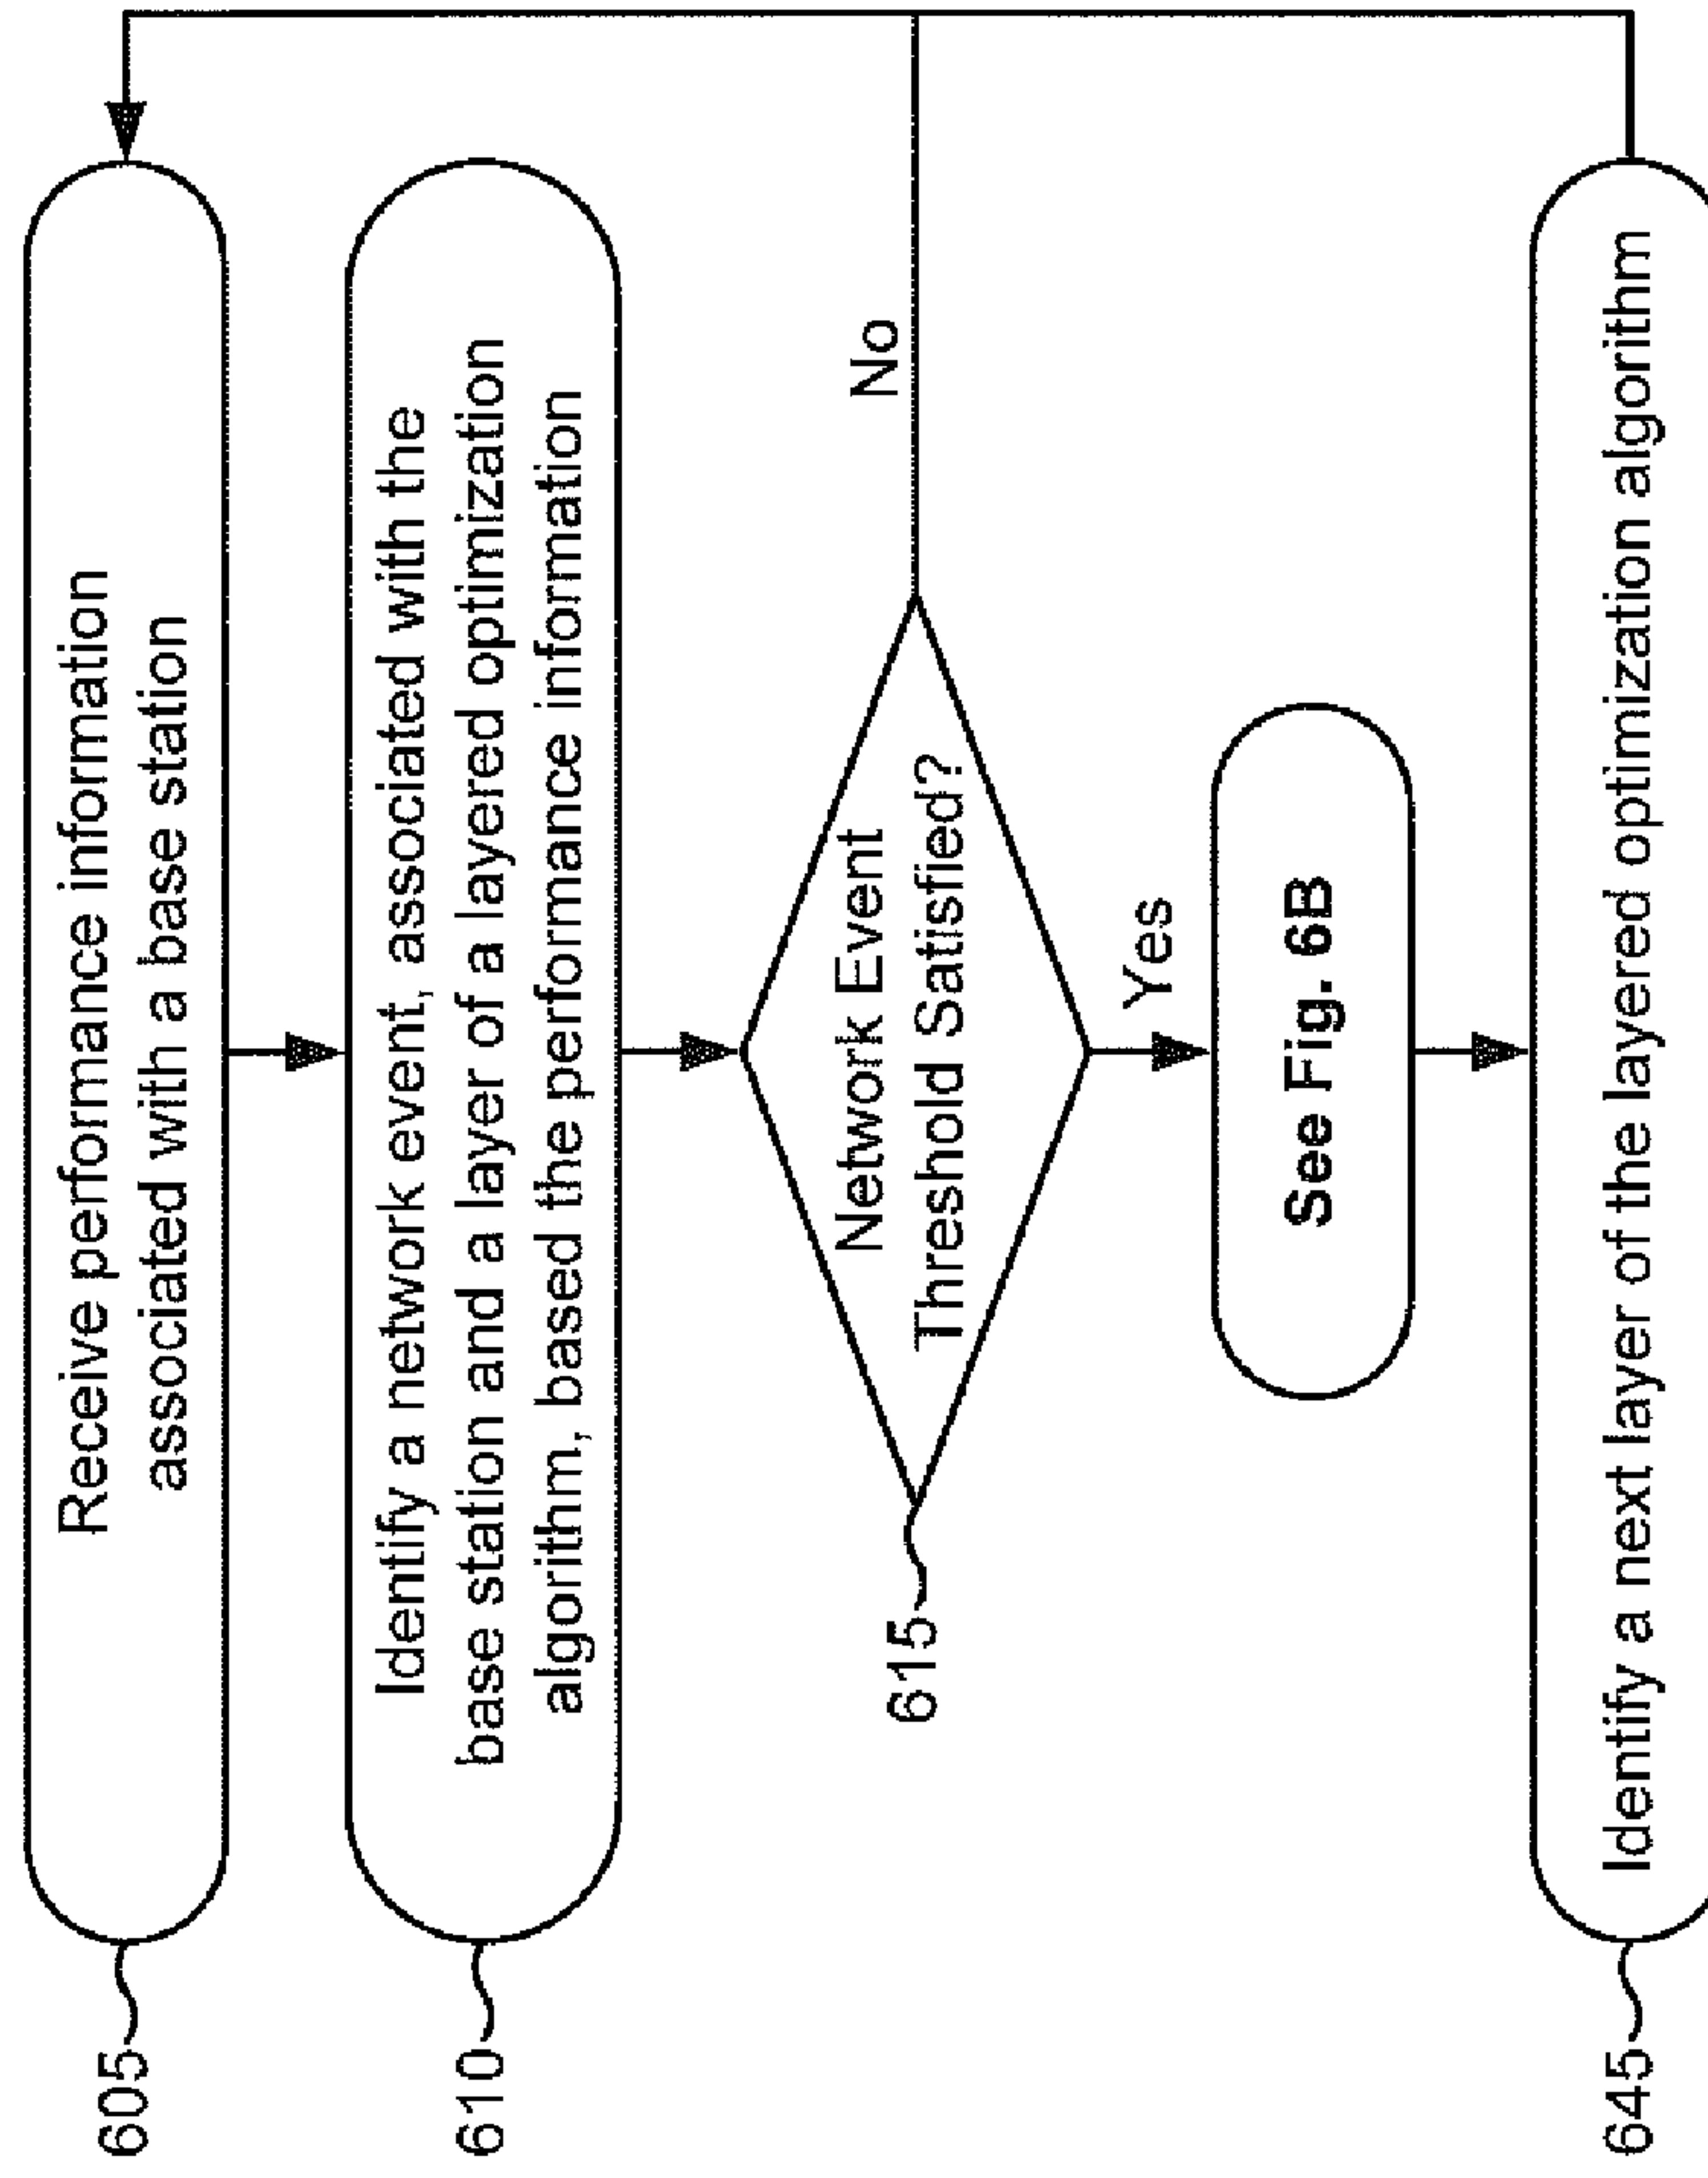 605
Receive performance information
associated with a base station
610
Identify a network event, associated with the
base station and a layer of a layered optimization
algorithm, based the performance information
615
Network Event
Threshold Satisfied?
No
Yes
See Fig. 6B
645
Identify a next layer of the layered optimization algorithm